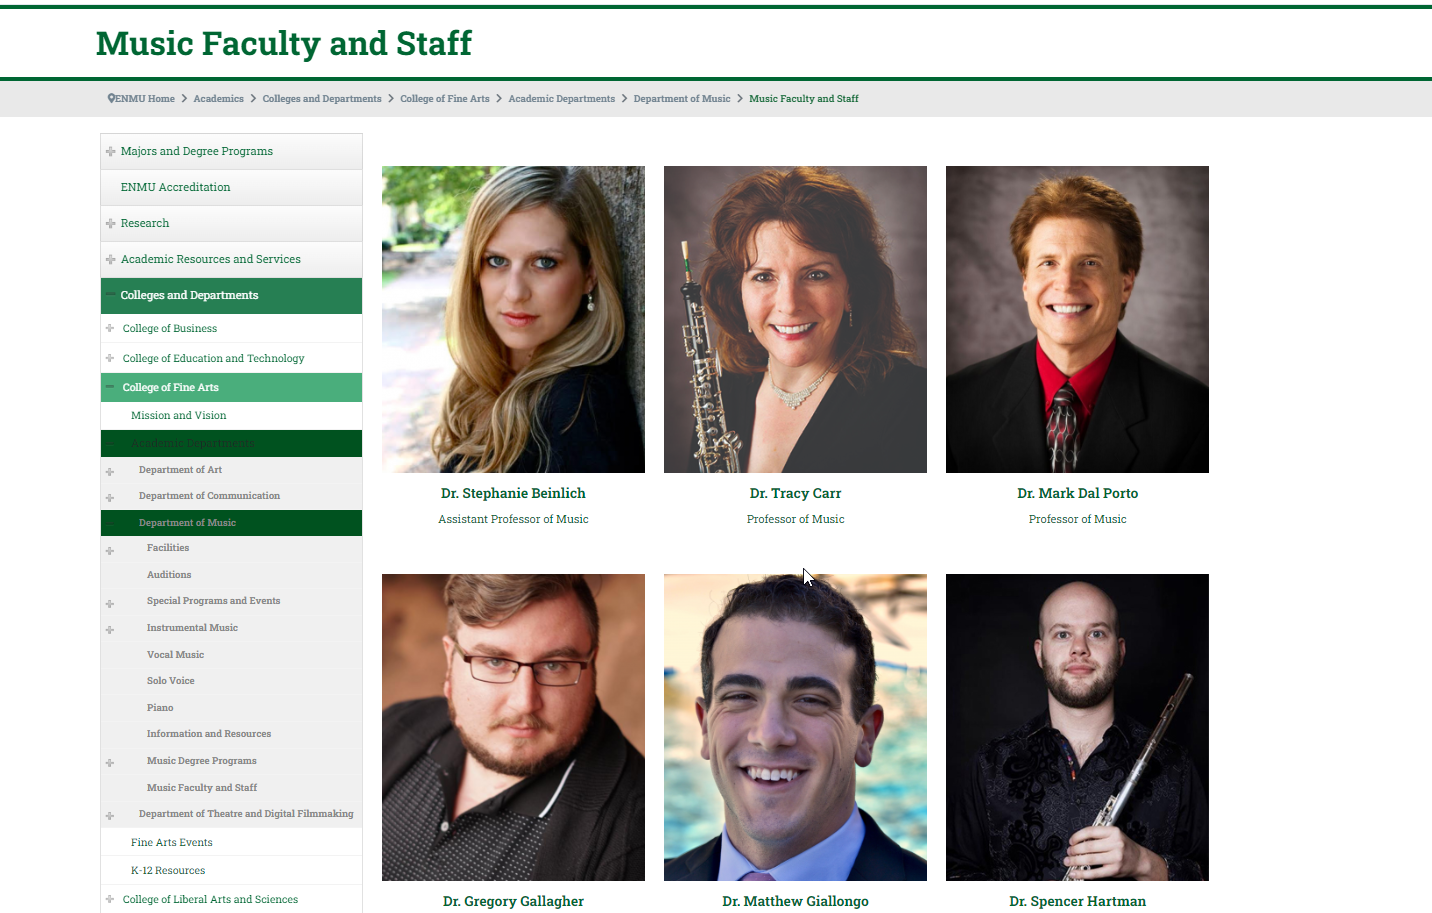 Music Faculty and Staff
ENMU Home > Academics > Colleges and Departments > College of Fine Arts > Academic Departments > Department of Music > Music Faculty and Staff
Majors and Degree Programs
ENMU Accreditation
Research
Academic Resources and Services
Colleges and Departments
College of Business
College of Education and Technology
College of Fine Arts
Mission and Vision
Academic Departments
Department of Art
Department of Communication
Department of Music
Facilities
Auditions
Special Programs and Events
Instrumental Music
Vocal Music
Solo Voice
Piano
Information and Resources
Music Degree Programs
Music Faculty and Staff
Department of Theatre and Digital Filmmaking
Fine Arts Events
K-12 Resources
College of Liberal Arts and Sciences
Dr. Stephanie Beinlich
Assistant Professor of Music
Dr. Tracy Carr
Professor of Music
Dr. Mark Dal Porto
Professor of Music
Dr. Gregory Gallagher
Dr. Matthew Giallongo
Dr. Spencer Hartman